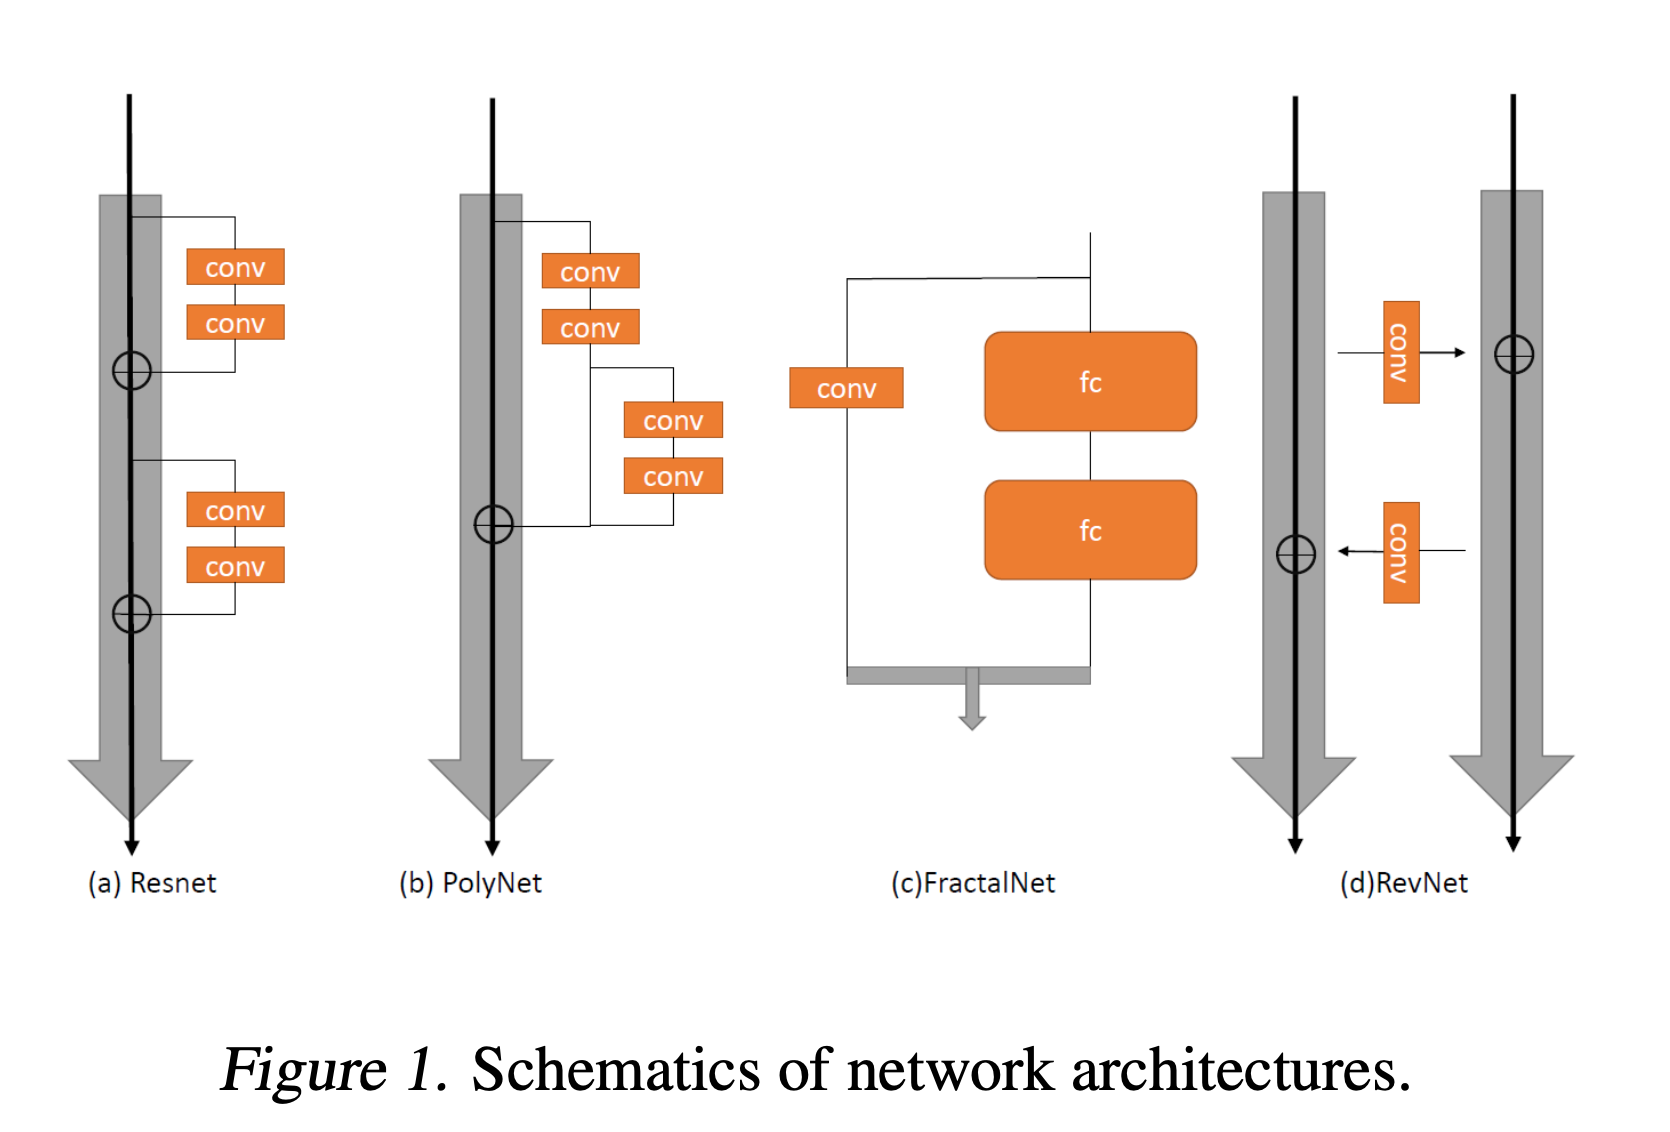 conv
conv
conv
conv
(a) Resnet
conv
conv
conv
conv
(b) PolyNet
conv
fc
fc
(c)FractalNet
conv
conv
(d)RevNet
Figure 1. Schematics of network architectures.